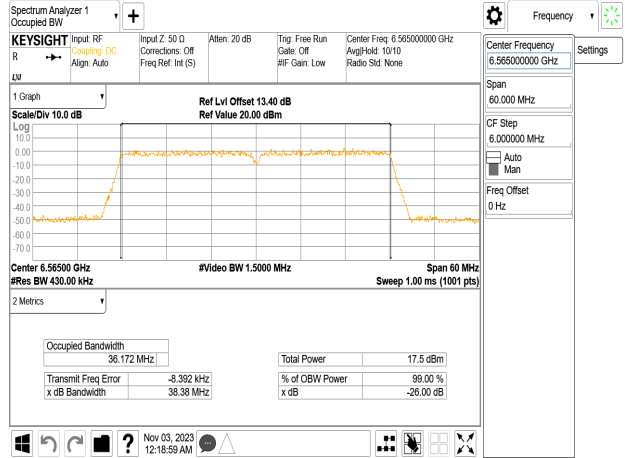 Spectrum Analyzer 1
Occupied BW
Frequency
KEYSIGHT
Input: RF
Input Z: 50 Ω
Atten: 20 dB
Trig: Free Run
Center Freq: 6.565000000 GHz
Coupling: DC
Corrections: Off
Gate: Off
Avg|Hold: 10/10
R
Align: Auto
Freq Ref: Int (S)
#IF Gain: Low
Radio Std: None
LXI
Center Frequency
6.565000000 GHz
Settings
Span
60.000 MHz
CF Step
6.000000 MHz
Auto
Man
Freq Offset
0 Hz
1 Graph
Ref Lvl Offset 13.40 dB
Scale/Div 10.0 dB
Ref Value 20.00 dBm
Log
10.0
0.00
-10.0
-20.0
-30.0
-40.0
-50.0
-60.0
-70.0
Center 6.56500 GHz
#Video BW 1.5000 MHz
Span 60 MHz
#Res BW 430.00 kHz
Sweep 1.00 ms (1001 pts)
2 Metrics
Occupied Bandwidth
36.172 MHz
Total Power
17.5 dBm
Transmit Freq Error
-8.392 kHz
% of OBW Power
99.00 %
x dB Bandwidth
38.38 MHz
x dB
-26.00 dB
?
Nov 03, 2023
12:18:59 AM